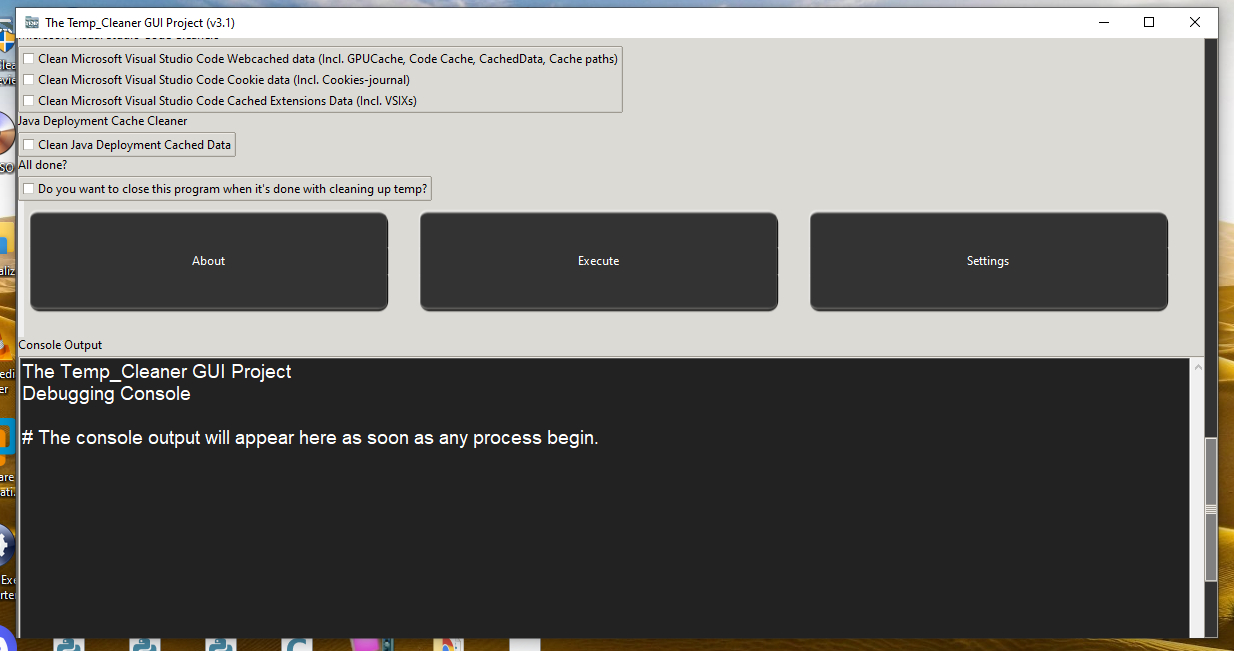 The Temp_Cleaner GUI Project (v3.1)
Clean Microsoft Visual Studio Code Webcached data (Incl. GPUCache, Code Cache, CachedData, Cache paths)
Clean Microsoft Visual Studio Code Cookie data (Incl. Cookies-journal)
Clean Microsoft Visual Studio Code Cached Extensions Data (Incl. VSIXs)
Java Deployment Cache Cleaner
Clean Java Deployment Cached Data
All done?
Do you want to close this program when it's done with cleaning up temp?
About
Execute
Settings
Console Output
The Temp_Cleaner GUI Project
Debugging Console
# The console output will appear here as soon as any process begin.